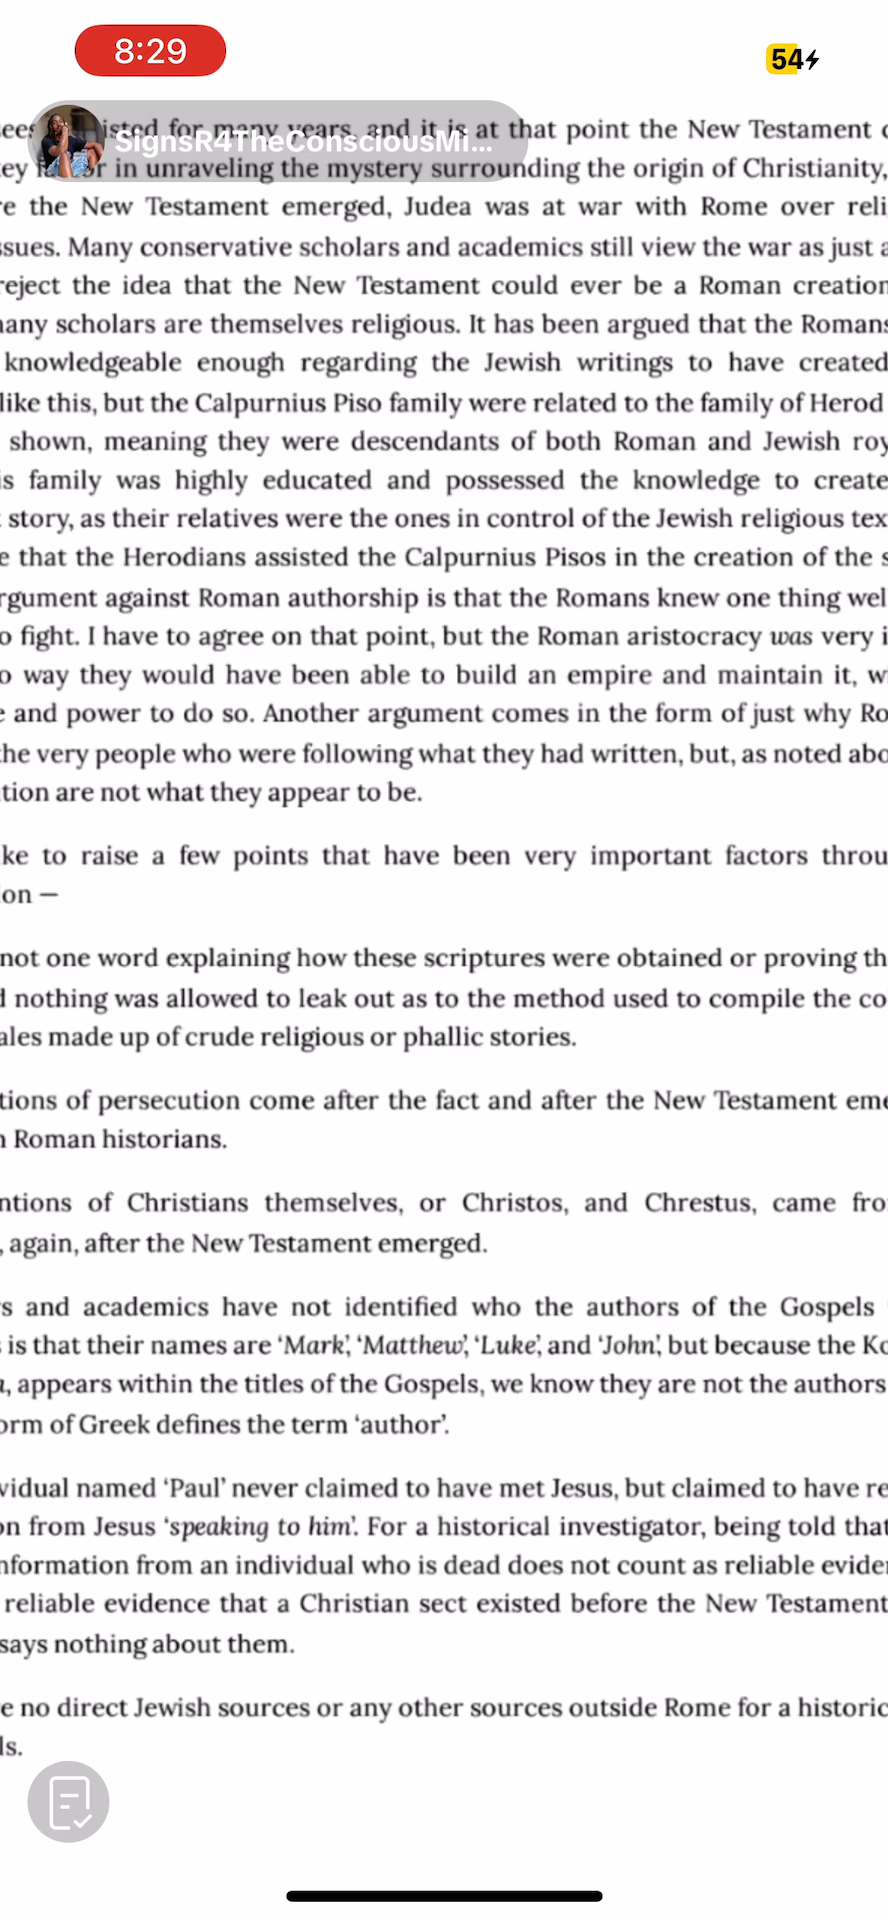 8:29
54
SignsR4TheConsciousMi...
isted for many years, and it is at that point the New Testament
in unraveling the mystery surrounding the origin of Christianity,
the New Testament emerged, Judea was at war with Rome over reli
ssues. Many conservative scholars and academics still view the war as just a
reject the idea that the New Testament could ever be a Roman creation
many scholars are themselves religious. It has been argued that the Romans
knowledgeable enough regarding the Jewish writings to have created
like this, but the Calpurnius Piso family were related to the family of Herod
shown, meaning they were descendants of both Roman and Jewish roy
is family was highly educated and possessed the knowledge to create
story, as their relatives were the ones in control of the Jewish religious tex
e that the Herodians assisted the Calpurnius Pisos in the creation of the s
rgument against Roman authorship is that the Romans knew one thing wel
o fight. I have to agree on that point, but the Roman aristocracy was very i
o way they would have been able to build an empire and maintain it, w
e and power to do so. Another argument comes in the form of just why Ro
the very people who were following what they had written, but, as noted abo
tion are not what they appear to be.
ke to raise a few points that have been very important factors throu
ion —
not one word explaining how these scriptures were obtained or proving th
d nothing was allowed to leak out as to the method used to compile the co
ales made up of crude religious or phallic stories.
tions of persecution come after the fact and after the New Testament eme
n Roman historians.
ntions of Christians themselves, or Christos, and Chrestus, came fro
, again, after the New Testament emerged.
s and academics have not identified who the authors of the Gospels
is that their names are ‘Mark’, ‘Matthew’, ‘Luke’, and ‘John’, but because the Ko
, appears within the titles of the Gospels, we know they are not the authors
orm of Greek defines the term ‘author’.
vidual named ‘Paul’ never claimed to have met Jesus, but claimed to have re
on from Jesus ‘speaking to him’. For a historical investigator, being told that
nformation from an individual who is dead does not count as reliable evide
reliable evidence that a Christian sect existed before the New Testament
says nothing about them.
e no direct Jewish sources or any other sources outside Rome for a historic
ls.